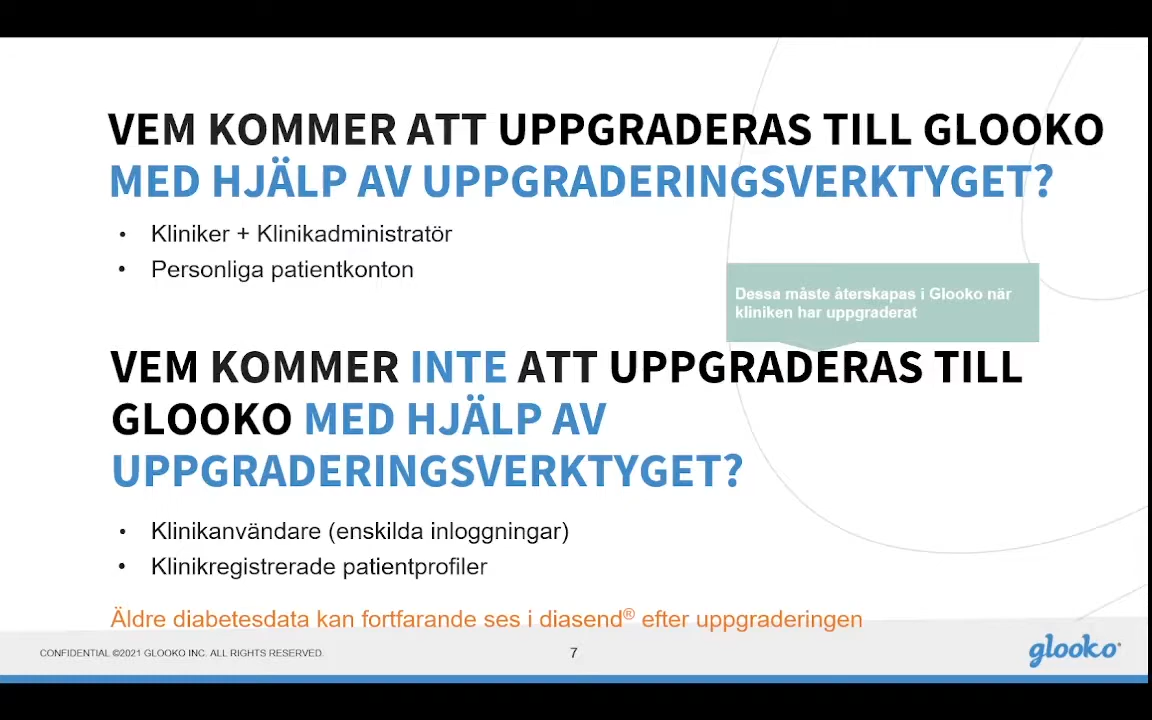 VEM KOMMER ATT UPPGRADERAS TILL GLOOKO
MED HJÄLP AV UPPGRADERINGSVERKTYGET?
• Kliniker + Klinikadministratör
• Personliga patientkonton
Dessa måste återskapas i Glooko när
kliniken har uppgraderat
VEM KOMMER INTE ATT UPPGRADERAS TILL
GLOOKO MED HJÄLP AV
UPPGRADERINGSVERKTYGET?
• Klinikanvändare (enskilda inloggningar)
• Klinikregistrerade patientprofiler
Äldre diabetesdata kan fortfarande ses i diasend® efter uppgraderingen
CONFIDENTIAL ©2021 GLOOKO INC. ALL RIGHTS RESERVED.
7
glooko